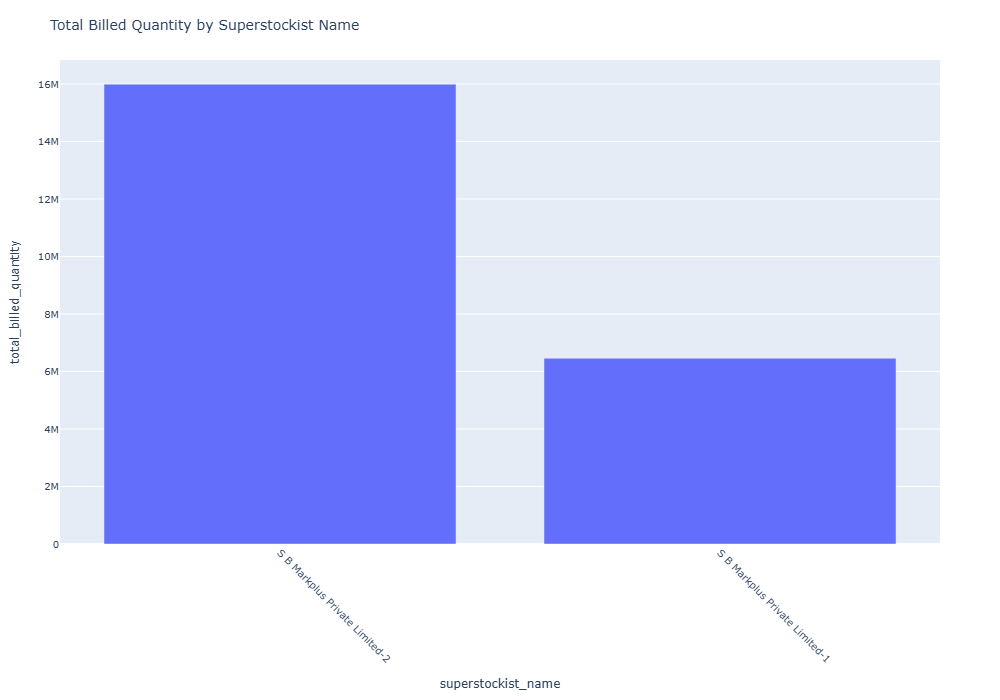 Total Billed Quantity by Superstockist Name
total_billed_quantity
16M
14M
12M
10M
8M
6M
4M
2M
0
S B Markplus Private Limited-2
S B Markplus Private Limited-1
superstockist_name